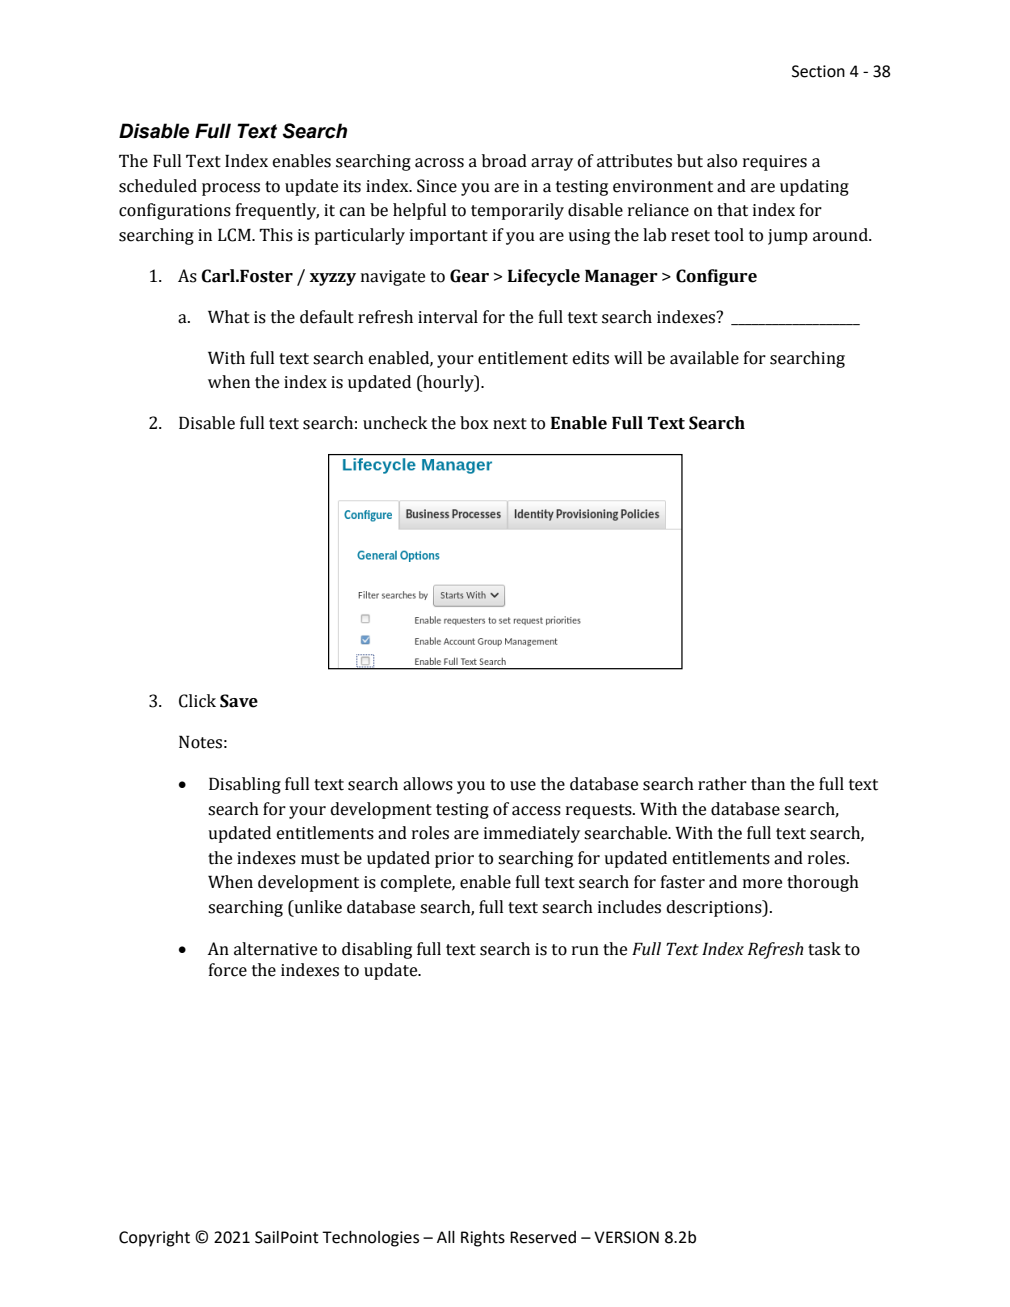 Section 4 - 38
Disable Full Text Search
The Full Text Index enables searching across a broad array of attributes but also requires a
scheduled process to update its index. Since you are in a testing environment and are updating
configurations frequently, it can be helpful to temporarily disable reliance on that index for
searching in LCM. This is particularly important if you are using the lab reset tool to jump around.
1. As Carl.Foster / xyzzy navigate to Gear > Lifecycle Manager > Configure
a. What is the default refresh interval for the full text search indexes? ___________________
With full text search enabled, your entitlement edits will be available for searching
when the index is updated (hourly).
2. Disable full text search: uncheck the box next to Enable Full Text Search
Lifecycle Manager
Configure Business Processes Identity Provisioning Policies
General Options
Filter searches by Starts With
Enable requesters to set request priorities
Enable Account Group Management
Enable Full Text Search
3. Click Save
Notes:
• Disabling full text search allows you to use the database search rather than the full text
search for your development testing of access requests. With the database search,
updated entitlements and roles are immediately searchable. With the full text search,
the indexes must be updated prior to searching for updated entitlements and roles.
When development is complete, enable full text search for faster and more thorough
searching (unlike database search, full text search includes descriptions).
• An alternative to disabling full text search is to run the Full Text Index Refresh task to
force the indexes to update.
Copyright © 2021 SailPoint Technologies – All Rights Reserved – VERSION 8.2b